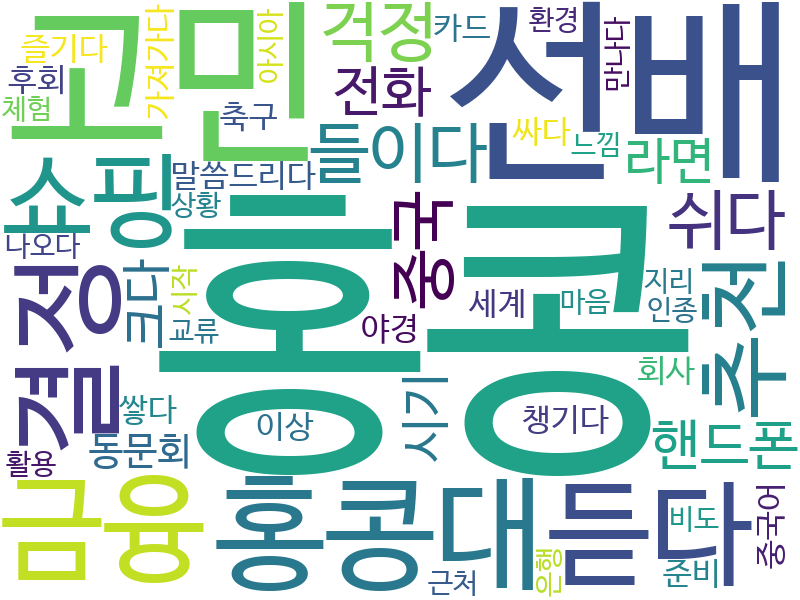 고민
선배
걱정
카드
환경
만나다
즐기다
가져가다
아시아
후회
체험
전화
축구
들이다
싸다
느낌
라면
쇼핑
말씀드리다
상황
중국
쉬다
나오다
홍콩
결정
크다
시작
교류
야경
세계
마음
지리
인종
추천
회사
쌓다
동문회
이상
시기
챙기다
핸드폰
활용
금융
홍콩대
듣다
비도
중국어
근처
은행
준비